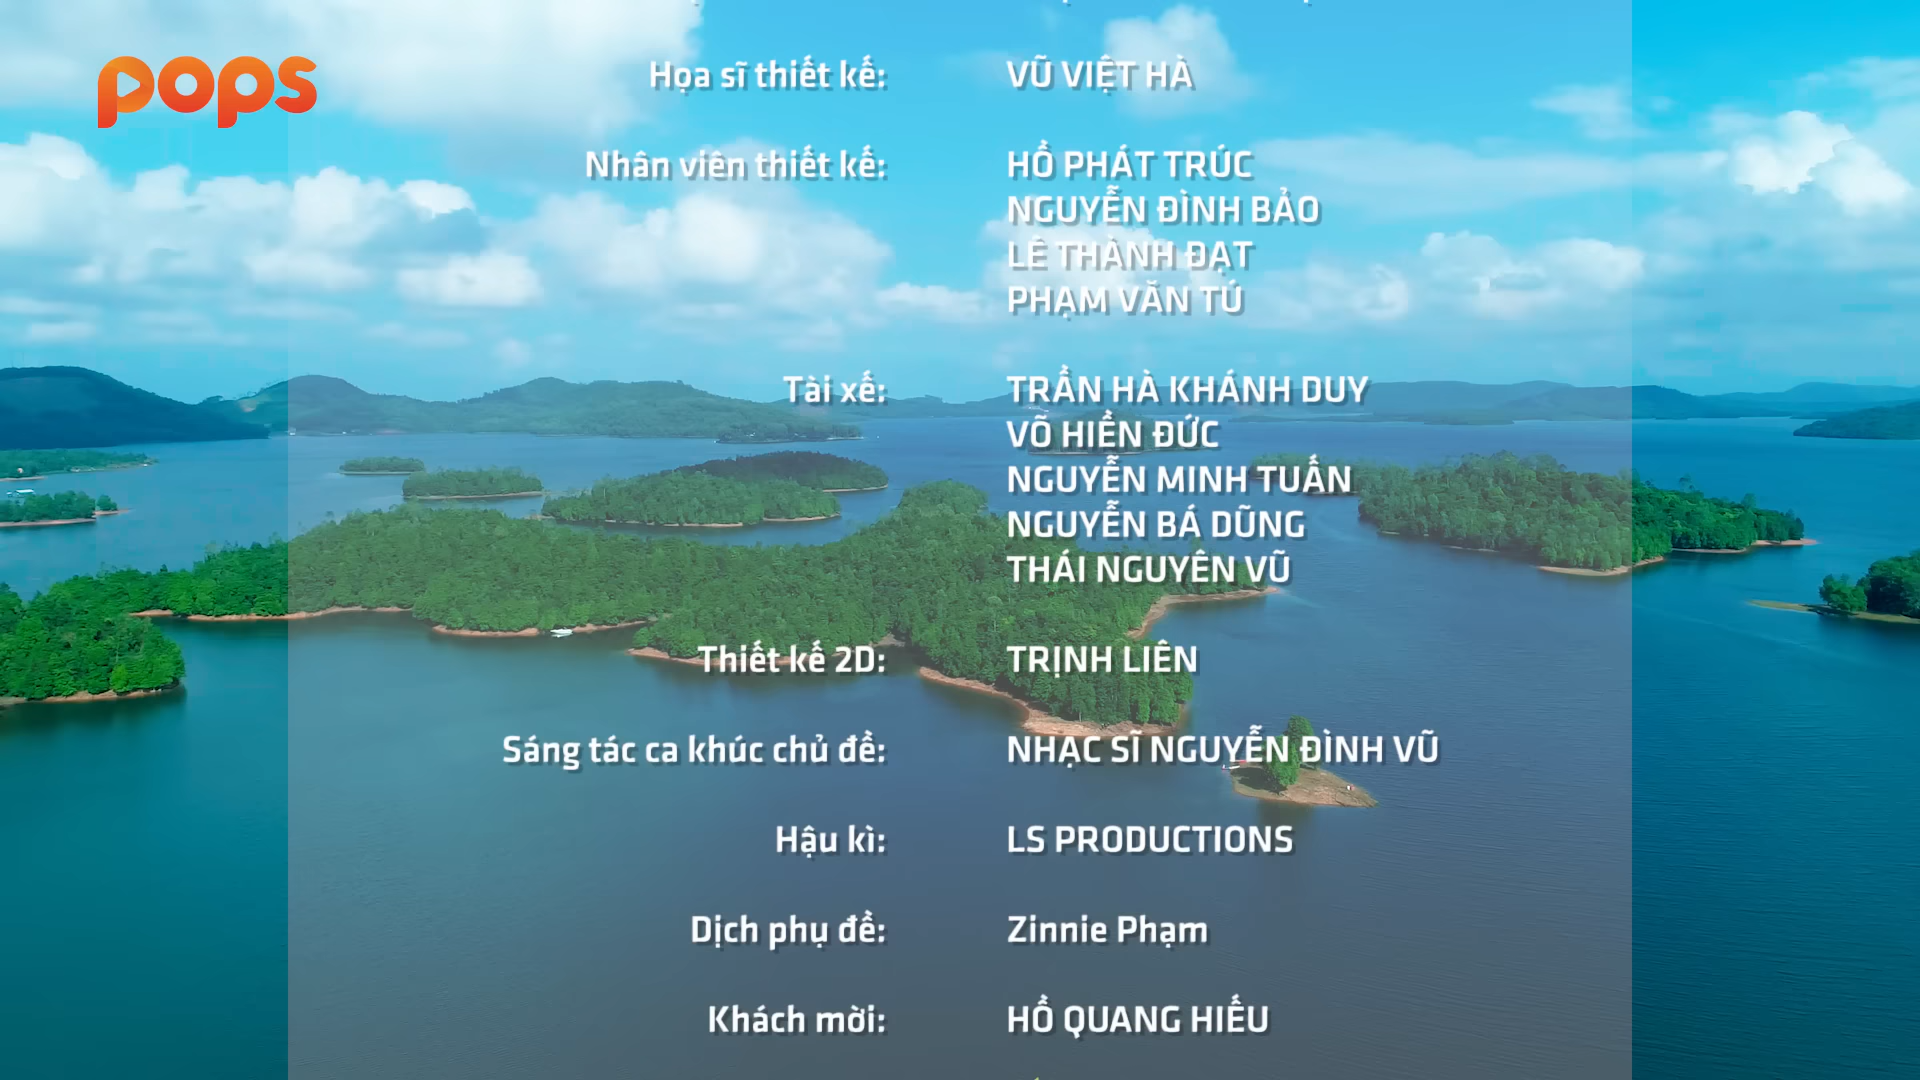 pops
Họa sĩ thiết kế: VŨ VIỆT HÀ
Nhân viên thiết kế: HỒ PHÁT TRÚC
NGUYỄN ĐÌNH BẢO
LÊ THÀNH ĐẠT
PHẠM VĂN TÚ
Tài xế: TRẦN HÀ KHÁNH DUY
VÕ HIỀN ĐỨC
NGUYỄN MINH TUẤN
NGUYỄN BÁ DŨNG
THÁI NGUYÊN VŨ
Thiết kế 2D: TRỊNH LIÊN
Sáng tác ca khúc chủ đề: NHẠC SĨ NGUYỄN ĐÌNH VŨ
Hậu kì: LS PRODUCTIONS
Dịch phụ đề: Zinnie Phạm
Khách mời: HỒ QUANG HIẾU